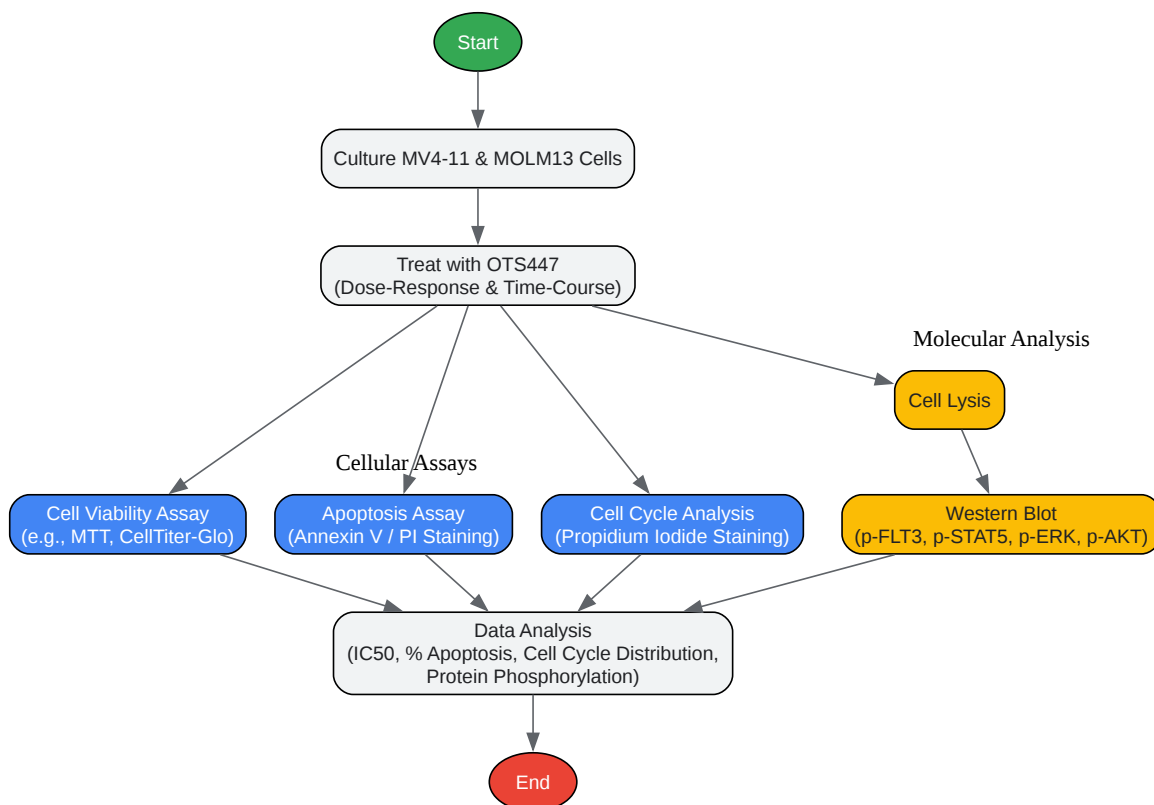 Start
Culture MV4-11 & MOLM13 Cells
Treat with OTS447
(Dose-Response & Time-Course)
Molecular Analysis
Cell Lysis
Cellular Assays
Cell Viability Assay
(e.g., MTT, CellTiter-Glo)
Apoptosis Assay
(Annexin V / PI Staining)
Cell Cycle Analysis
(Propidium Iodide Staining)
Western Blot
(p-FLT3, p-STAT5, p-ERK, p-AKT)
Data Analysis
(IC50, % Apoptosis, Cell Cycle Distribution,
Protein Phosphorylation)
End